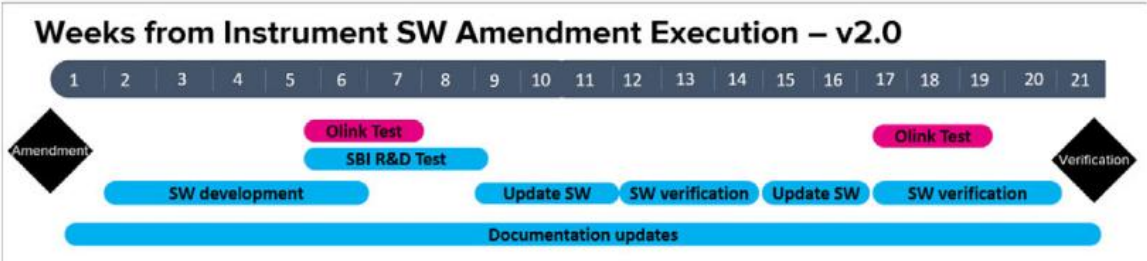 Weeks from Instrument SW Amendment Execution – v2.0
1 2 3 4 5 6 7 8 9 10 11 12 13 14 15 16 17 18 19 20 21
Olink Test Olink Test
Amendment SBI R&D Test Verification
SW development Update SW SW verification Update SW SW verification
Documentation updates